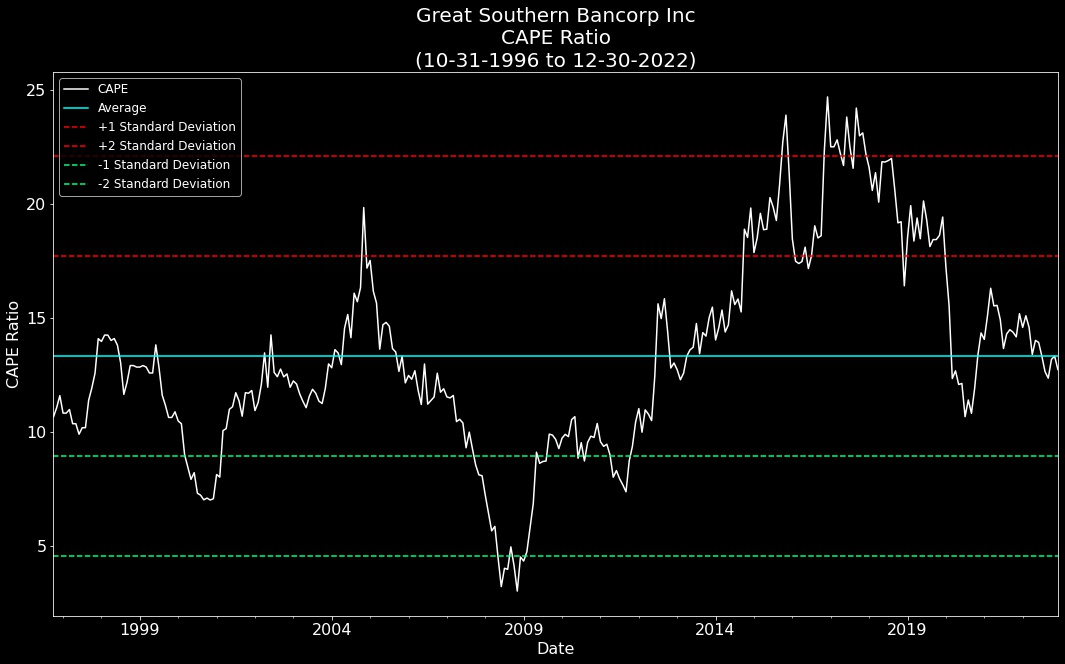 Great Southern Bancorp Inc
CAPE Ratio
(10-31-1996 to 12-30-2022)
CAPE
Average
+1 Standard Deviation
+2 Standard Deviation
-1 Standard Deviation
-2 Standard Deviation
25
20
15
10
5
CAPE Ratio
1999 2004 2009 2014 2019
Date